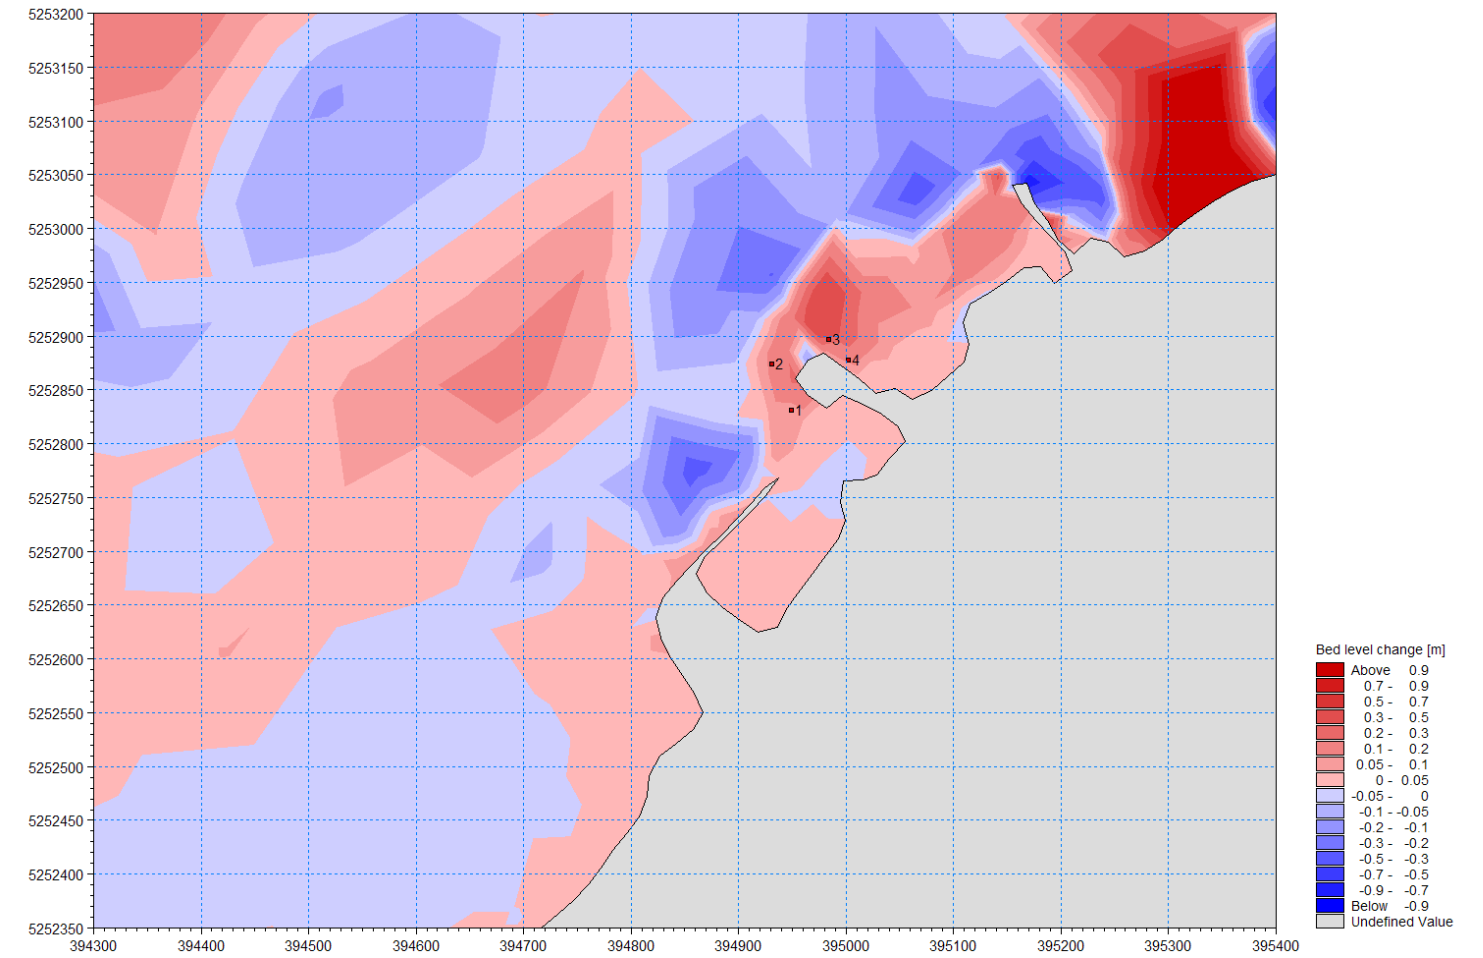 5253200
5253150
5253100
5253050
5253000
5252950
5252900
5252850
5252800
5252750
5252700
5252650
5252600
5252550
5252500
5252450
5252400
5252350
3
2
4
1
394300 394400 394500 394600 394700 394800 394900 395000 395100 395200 395300 395400
Bed level change [m]
Above 0.9
0.7 - 0.9
0.5 - 0.7
0.3 - 0.5
0.2 - 0.3
0.1 - 0.2
0.05 - 0.1
0 - 0.05
-0.05 - 0
-0.1 - -0.05
-0.2 - -0.1
-0.3 - -0.2
-0.5 - -0.3
-0.7 - -0.5
-0.9 - -0.7
Below -0.9
Undefined Value